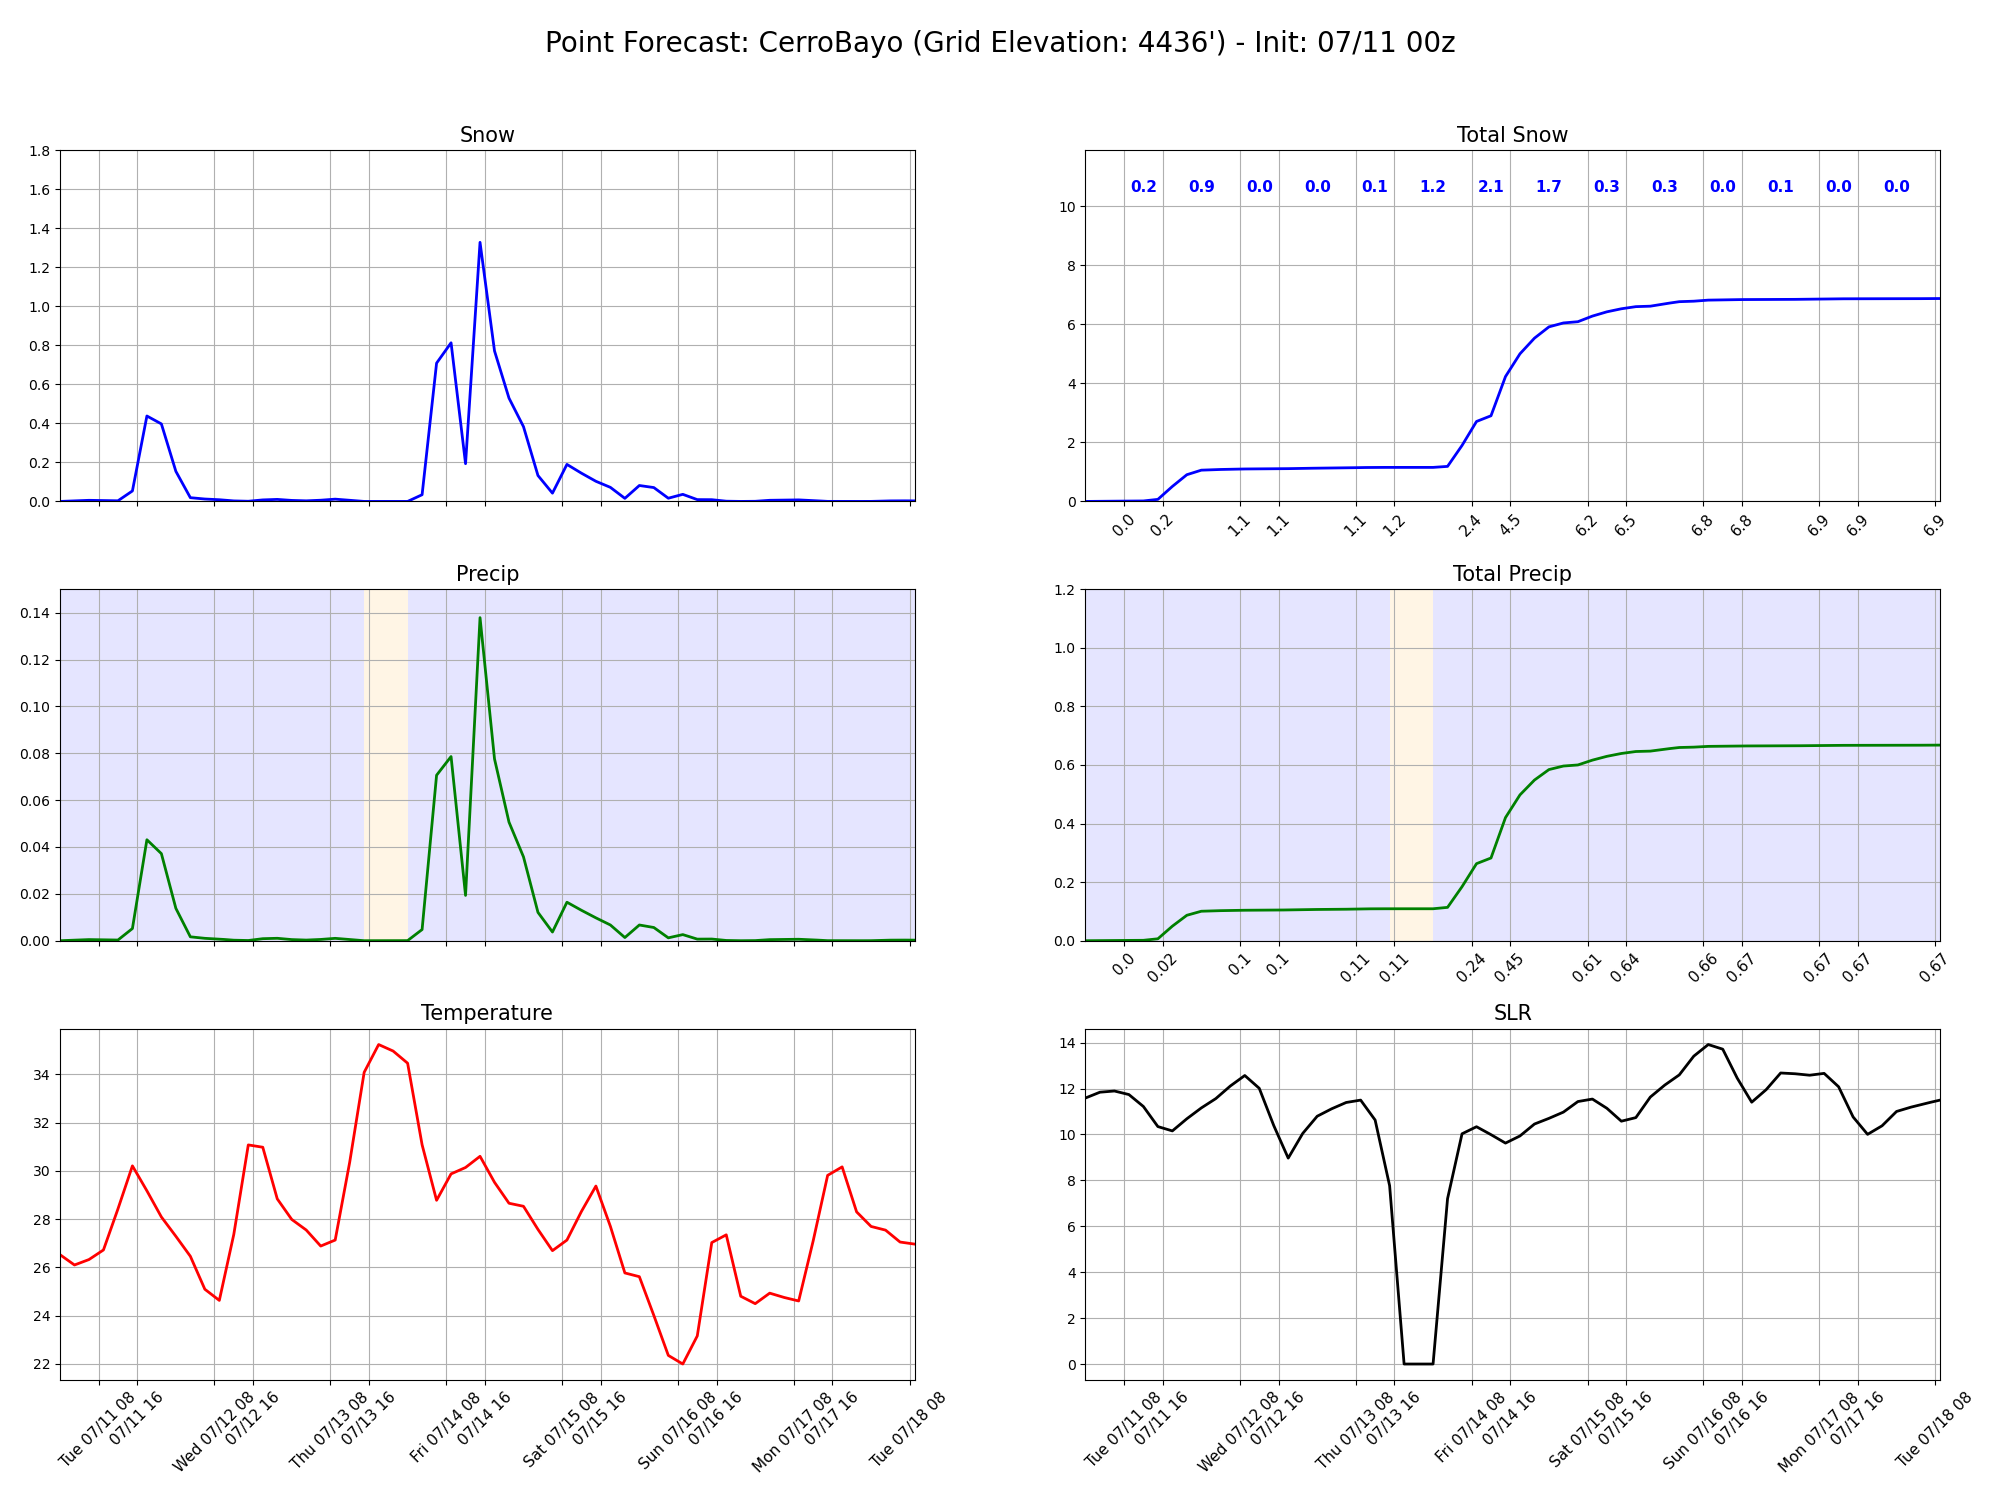 Point Forecast: CerroBayo (Grid Elevation: 4436') - Init: 07/11 00z
Snow
1.8
1.6
1.4
1.2
1.0
0.8
0.6
0.4
0.2
0.0
Total Snow
0.2 0.9 0.0 0.0 0.1 1.2 2.1 1.7 0.3 0.3 0.0 0.1 0.0 0.0
10
8
6
4
2
0
0.0 0.2 1.1 1.1 1.1 1.2 2.4 4.5 6.2 6.5 6.8 6.8 6.9 6.9 6.9
Precip
0.14
0.12
0.10
0.08
0.06
0.04
0.02
0.00
Total Precip
1.2
1.0
0.8
0.6
0.4
0.2
0.0
0.0 0.02 0.1 0.1 0.11 0.11 0.24 0.45 0.61 0.64 0.66 0.67 0.67 0.67 0.67
Temperature
34
32
30
28
26
24
22
Tue 07/11 08
07/11 16
Wed 07/12 08
07/12 16
Thu 07/13 08
07/13 16
Fri 07/14 08
07/14 16
Sat 07/15 08
07/15 16
Sun 07/16 08
07/16 16
Mon 07/17 08
07/17 16
Tue 07/18 08
SLR
14
12
10
8
6
4
2
0
Tue 07/11 08
07/11 16
Wed 07/12 08
07/12 16
Thu 07/13 08
07/13 16
Fri 07/14 08
07/14 16
Sat 07/15 08
07/15 16
Sun 07/16 08
07/16 16
Mon 07/17 08
07/17 16
Tue 07/18 08